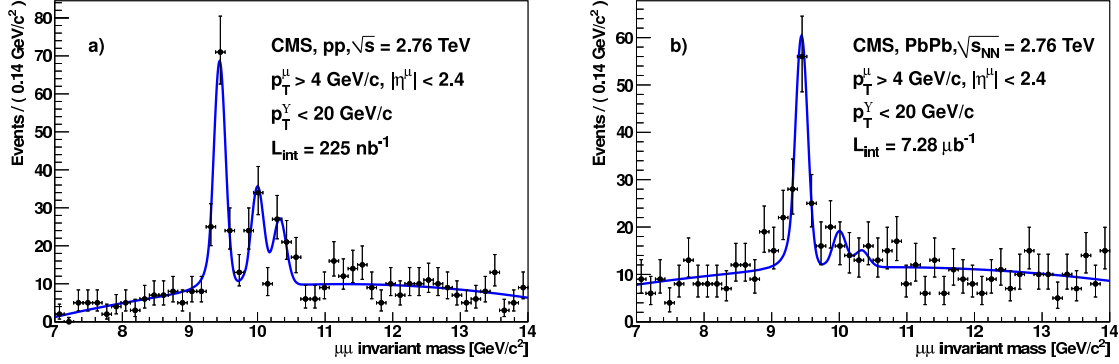 Events / ( 0.14 GeV/c² )
80
70
60
50
40
30
20
10
0
a)
CMS, pp, √s = 2.76 TeV
p_T^μ > 4 GeV/c, |η^μ| < 2.4
p_T^Υ < 20 GeV/c
L_int = 225 nb⁻¹
7 8 9 10 11 12 13 14
μμ invariant mass [GeV/c²]
Events / ( 0.14 GeV/c² )
60
50
40
30
20
10
0
b)
CMS, PbPb, √s_NN = 2.76 TeV
p_T^μ > 4 GeV/c, |η^μ| < 2.4
p_T^Υ < 20 GeV/c
L_int = 7.28 μb⁻¹
7 8 9 10 11 12 13 14
μμ invariant mass [GeV/c²]